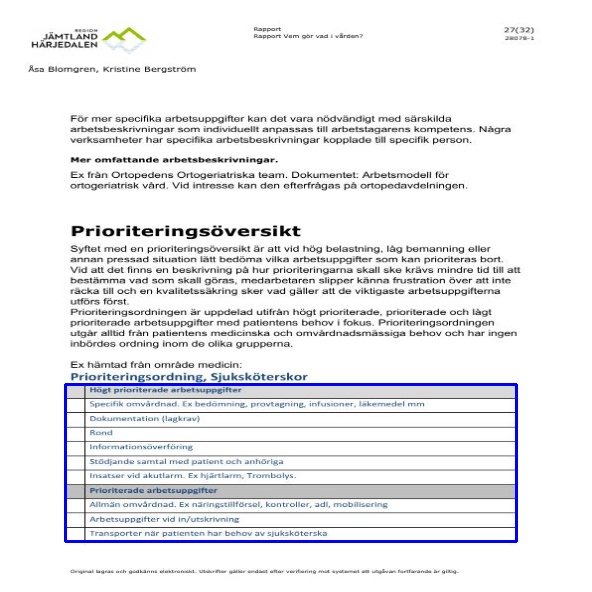 REGION
JÄMTLAND
HÄRJEDALEN
Rapport
Rapport Vem gör vad i vården?
27(32)
28078-1
Åsa Blomgren, Kristine Bergström
För mer specifika arbetsuppgifter kan det vara nödvändigt med särskilda
arbetsbeskrivningar som individuellt anpassas till arbetstagarens kompetens. Några
verksamheter har specifika arbetsbeskrivningar kopplade till specifik person.
Mer omfattande arbetsbeskrivningar.
Ex från Ortopedens Ortogeriatriska team. Dokumentet: Arbetsmodell för
ortogeriatrisk vård. Vid intresse kan den efterfrågas på ortopedavdelningen.
Prioriteringsöversikt
Syftet med en prioriteringsöversikt är att vid hög belastning, låg bemanning eller
annan pressad situation lätt bedöma vilka arbetsuppgifter som kan prioriteras bort.
Vid att det finns en beskrivning på hur prioriteringarna skall ske krävs mindre tid till att
bestämma vad som skall göras, medarbetaren slipper känna frustration över att inte
räcka till och en kvalitetssäkring sker vad gäller att de viktigaste arbetsuppgifterna
utförs först.
Prioriteringsordningen är uppdelad utifrån högt prioriterade, prioriterade och lågt
prioriterade arbetsuppgifter med patientens behov i fokus. Prioriteringsordningen
utgår alltid från patientens medicinska och omvårdnadsmässiga behov och har ingen
inbördes ordning inom de olika grupperna.
Ex hämtad från område medicin:
Prioriteringsordning, Sjuksköterskor
Högt prioriterade arbetsuppgifter
Specifik omvårdnad. Ex bedömning, provtagning, infusioner, läkemedel mm
Dokumentation (lagkrav)
Rond
Informationsöverföring
Stödjande samtal med patient och anhöriga
Insatser vid akutlarm. Ex hjärtlarm, Trombolys.
Prioriterade arbetsuppgifter
Allmän omvårdnad. Ex näringstillförsel, kontroller, adl, mobilisering
Arbetsuppgifter vid in/utskrivning
Transporter när patienten har behov av sjuksköterska
Original lagras och godkänns elektroniskt. Utskrifter gäller endast efter verifiering mot systemet att utgåvan fortfarande är giltig.